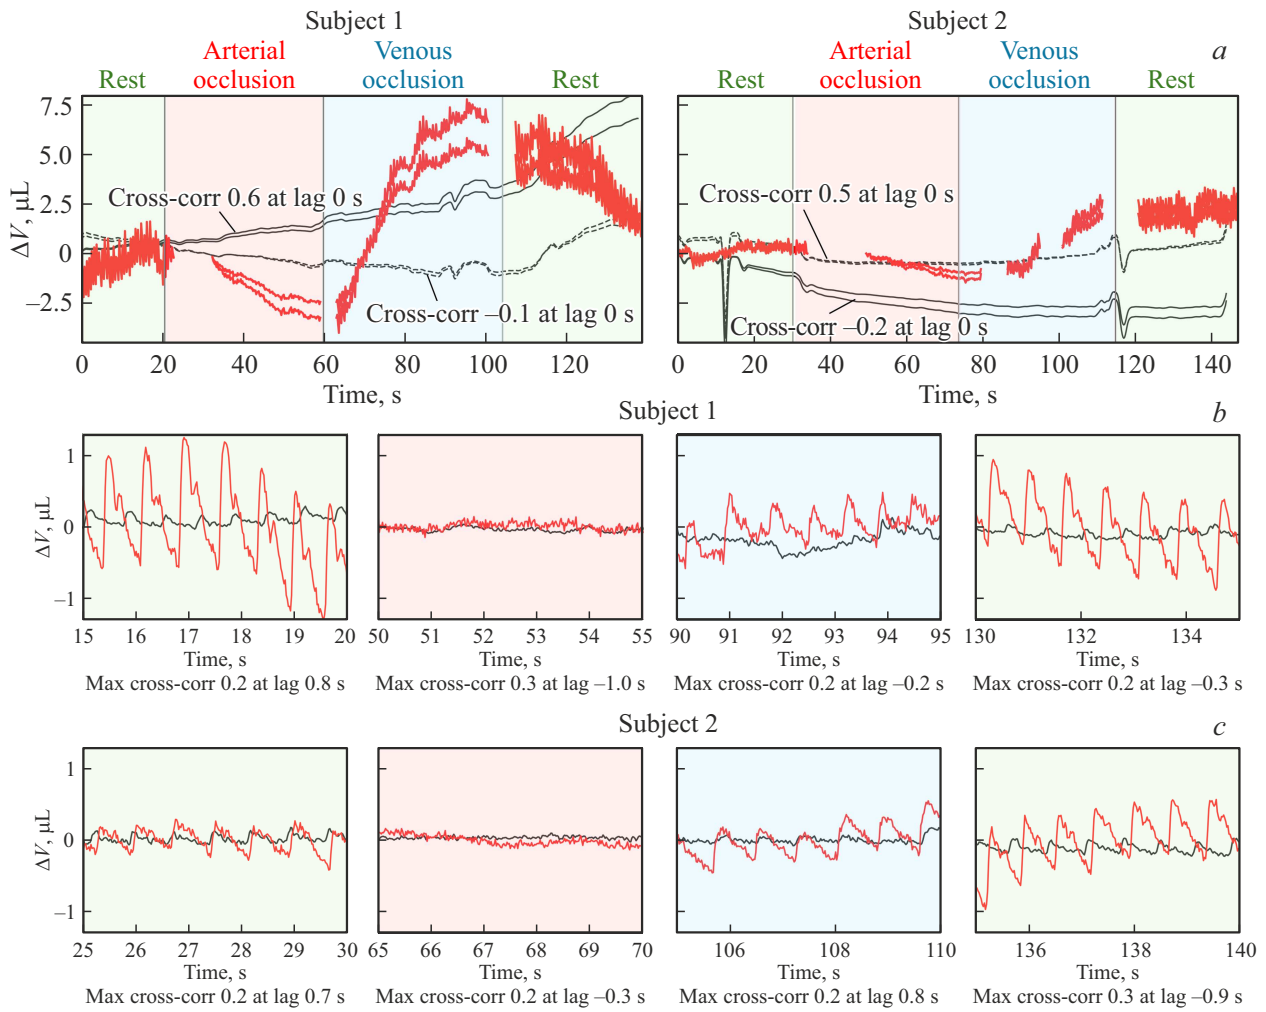 Subject 1
Subject 2
a
Rest
Arterial
occlusion
Venous
occlusion
Rest
Rest
Arterial
occlusion
Venous
occlusion
Rest
ΔV, μL
7.5
5.0
2.5
0
−2.5
Cross-corr 0.6 at lag 0 s
Cross-corr –0.1 at lag 0 s
Cross-corr 0.5 at lag 0 s
Cross-corr –0.2 at lag 0 s
0 20 40 60 80 100 120
Time, s
0 20 40 60 80 100 120 140
Time, s
Subject 1
b
ΔV, μL
1
0
–1
15 16 17 18 19 20
50 51 52 53 54 55
90 91 92 93 94 95
130 132 134
Time, s
Time, s
Time, s
Time, s
Max cross-corr 0.2 at lag 0.8 s
Max cross-corr 0.3 at lag –1.0 s
Max cross-corr 0.2 at lag –0.2 s
Max cross-corr 0.2 at lag –0.3 s
Subject 2
c
ΔV, μL
1
0
–1
25 26 27 28 29 30
65 66 67 68 69 70
106 108 110
136 138 140
Time, s
Time, s
Time, s
Time, s
Max cross-corr 0.2 at lag 0.7 s
Max cross-corr 0.2 at lag –0.3 s
Max cross-corr 0.2 at lag 0.8 s
Max cross-corr 0.3 at lag –0.9 s